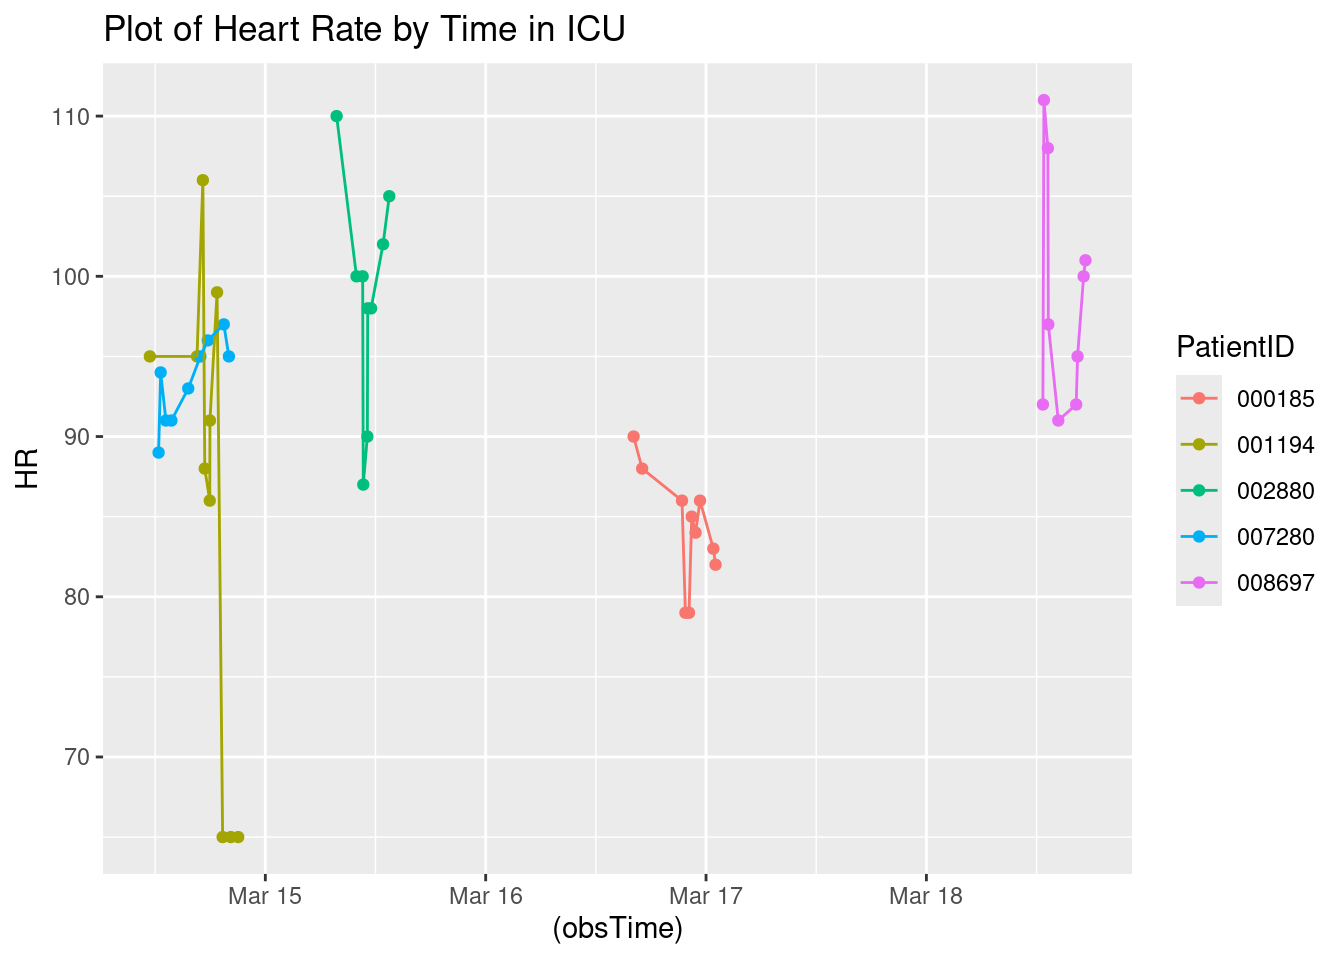 Plot of Heart Rate by Time in ICU
HR
110
100
90
80
70
Mar 15
Mar 16
Mar 17
Mar 18
(obsTime)
PatientID
000185
001194
002880
007280
008697